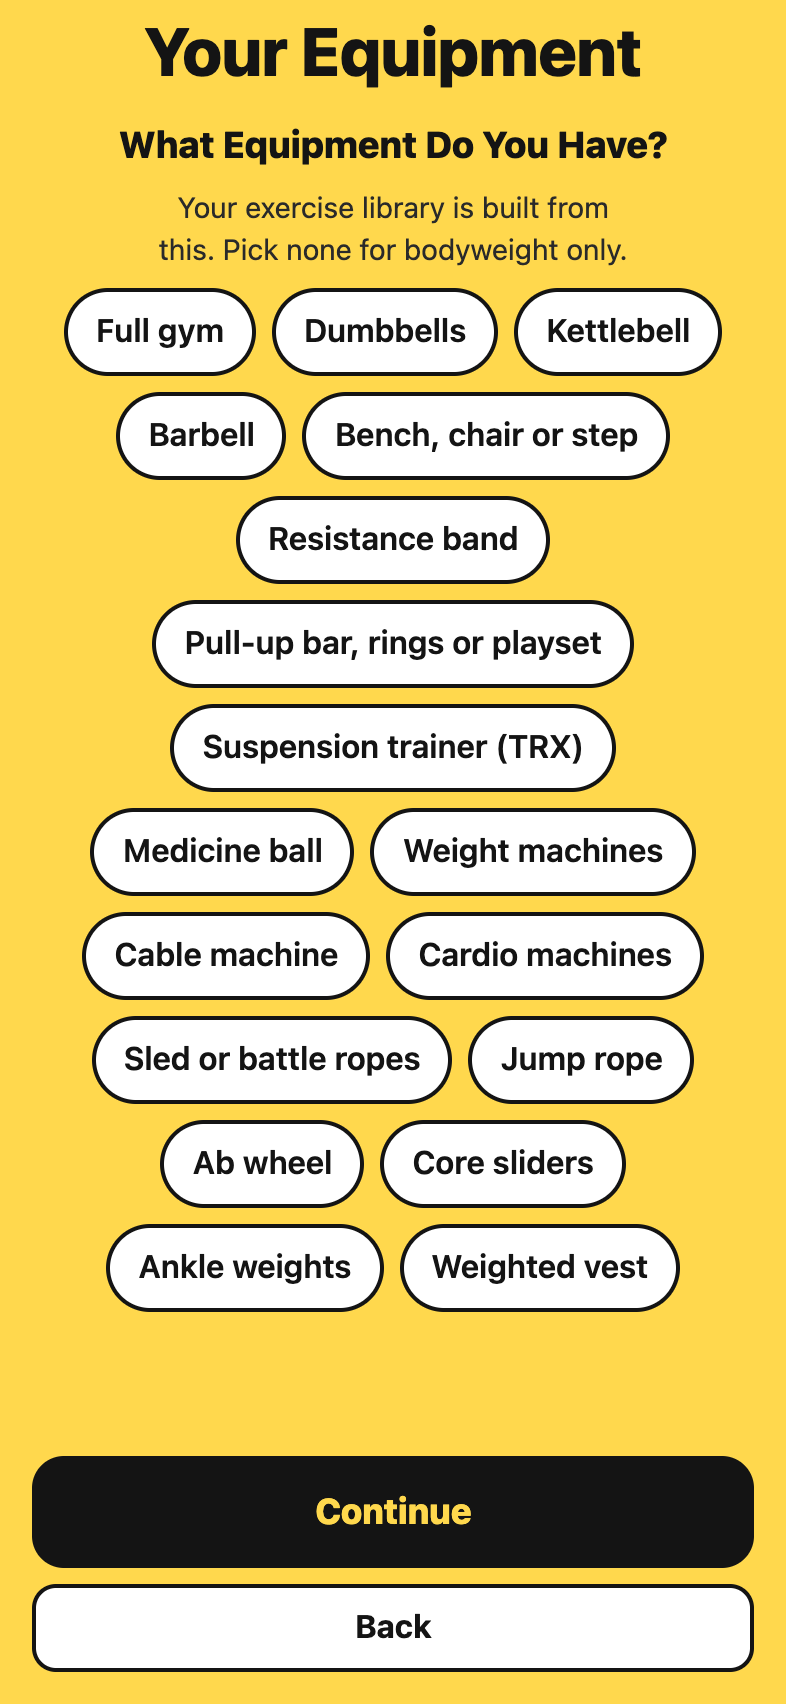 Your Equipment
What Equipment Do You Have?
Your exercise library is built from
this. Pick none for bodyweight only.
Full gym
Dumbbells
Kettlebell
Barbell
Bench, chair or step
Resistance band
Pull-up bar, rings or playset
Suspension trainer (TRX)
Medicine ball
Weight machines
Cable machine
Cardio machines
Sled or battle ropes
Jump rope
Ab wheel
Core sliders
Ankle weights
Weighted vest
Continue
Back